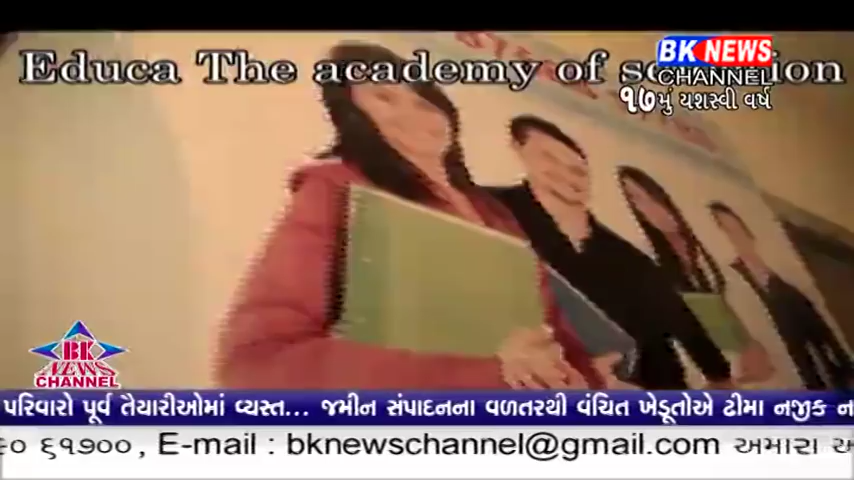 Educa The academy of
BK NEWS
CHANNEL
૧૭મું યશસ્વી વર્ષ
BK
NEWS
CHANNEL
પરિવારો પૂર્વ તૈયારીઓમાં વ્યસ્ત... જમીન સંપાદનના વળતરથી વંચિત ખેડૂતોએ ઢીમા નજીક
૬૧૭૦૦, E-mail : bknewschannel@gmail.com અમારા